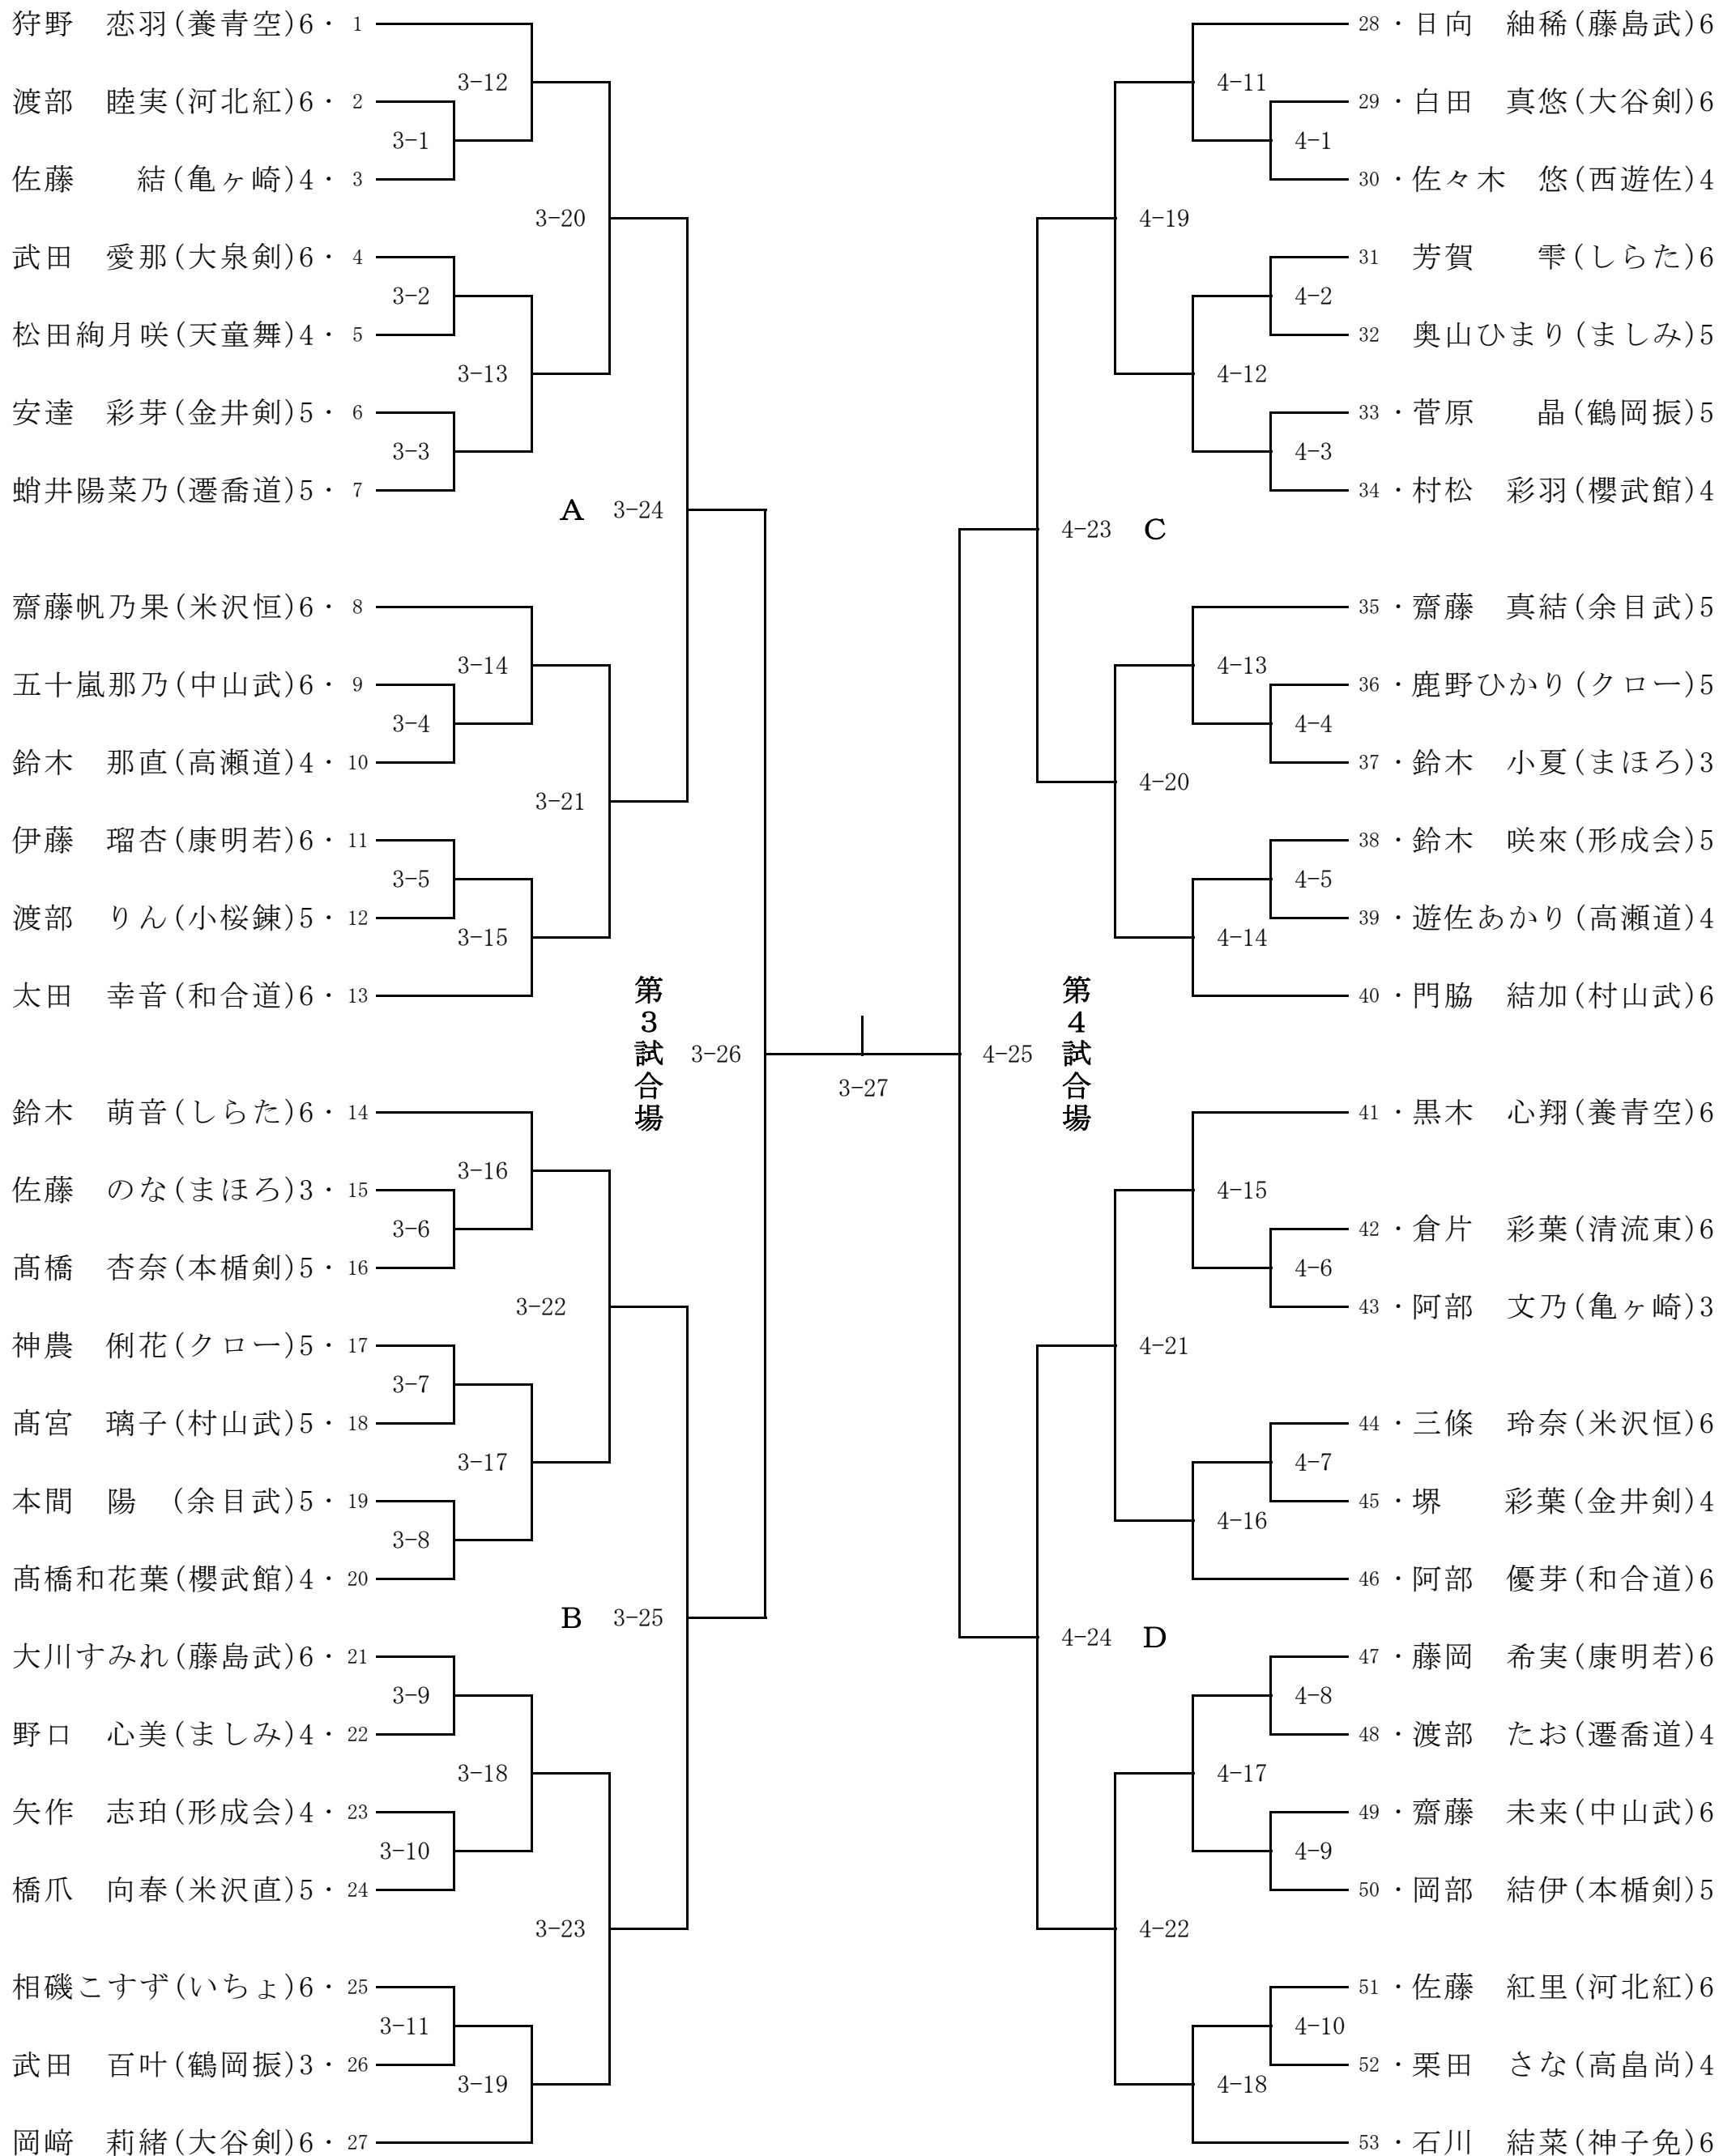 狩野　恋羽(養青空)6・ 1
3-12
渡部　睦実(河北紅)6・ 2
3-1
佐藤　　結(亀ヶ崎)4・ 3
3-20
武田　愛那(大泉剣)6・ 4
3-2
松田絢月咲(天童舞)4・ 5
3-13
安達　彩芽(金井剣)5・ 6
3-3
蛸井陽菜乃(遷喬道)5・ 7
A 3-24
齋藤帆乃果(米沢恒)6・ 8
3-14
五十嵐那乃(中山武)6・ 9
3-4
鈴木　那直(高瀬道)4・ 10
3-21
伊藤　瑠杏(康明若)6・ 11
3-5
渡部　りん(小桜錬)5・ 12
3-15
太田　幸音(和合道)6・ 13
第3試合場
3-26
3-27
鈴木　萌音(しらた)6・ 14
3-16
佐藤　のな(まほろ)3・ 15
3-6
髙橋　杏奈(本楯剣)5・ 16
3-22
神農　俐花(クロー)5・ 17
3-7
髙宮　璃子(村山武)5・ 18
3-17
本間　陽　(余目武)5・ 19
3-8
髙橋和花葉(櫻武館)4・ 20
B 3-25
大川すみれ(藤島武)6・ 21
3-9
野口　心美(ましみ)4・ 22
3-18
矢作　志珀(形成会)4・ 23
3-10
橋爪　向春(米沢直)5・ 24
3-23
相磯こすず(いちょ)6・ 25
3-11
武田　百叶(鶴岡振)3・ 26
3-19
岡﨑　莉緒(大谷剣)6・ 27
28 ・日向　紬稀(藤島武)6
4-11
29 ・白田　真悠(大谷剣)6
4-1
30 ・佐々木　悠(西遊佐)4
4-19
31 芳賀　　雫(しらた)6
4-2
32 奥山ひまり(ましみ)5
4-12
33 ・菅原　　晶(鶴岡振)5
4-3
34 ・村松　彩羽(櫻武館)4
4-23 C
35 ・齋藤　真結(余目武)5
4-13
36 ・鹿野ひかり(クロー)5
4-4
37 ・鈴木　小夏(まほろ)3
4-20
38 ・鈴木　咲來(形成会)5
4-5
39 ・遊佐あかり(高瀬道)4
4-14
40 ・門脇　結加(村山武)6
4-25
第4試合場
41 ・黒木　心翔(養青空)6
4-15
42 ・倉片　彩葉(清流東)6
4-6
43 ・阿部　文乃(亀ヶ崎)3
4-21
44 ・三條　玲奈(米沢恒)6
4-7
45 ・堺　　彩葉(金井剣)4
4-16
46 ・阿部　優芽(和合道)6
4-24 D
47 ・藤岡　希実(康明若)6
4-8
48 ・渡部　たお(遷喬道)4
4-17
49 ・齋藤　未来(中山武)6
4-9
50 ・岡部　結伊(本楯剣)5
4-22
51 ・佐藤　紅里(河北紅)6
4-10
52 ・栗田　さな(高畠尚)4
4-18
53 ・石川　結菜(神子免)6